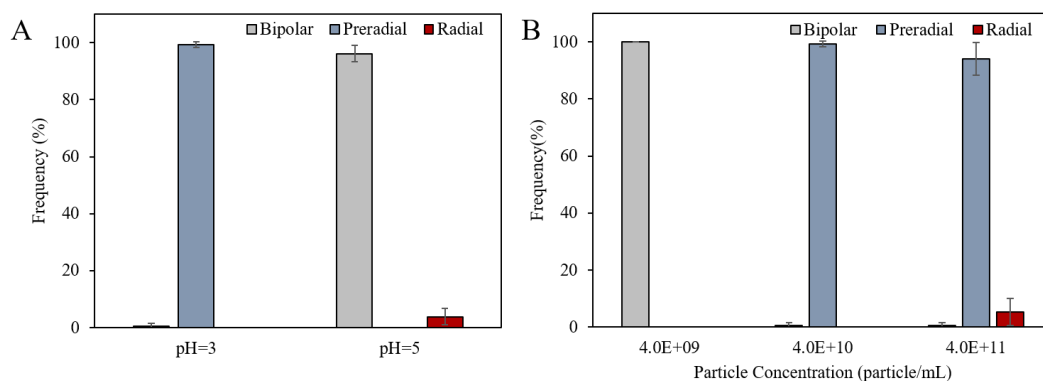 A
Bipolar Preradial Radial
100
80
60
40
20
0
Frequency (%)
pH=3 pH=5
B
Bipolar Preradial Radial
100
80
60
40
20
0
Frequency(%)
4.0E+09 4.0E+10 4.0E+11
Particle Concentration (particle/mL)